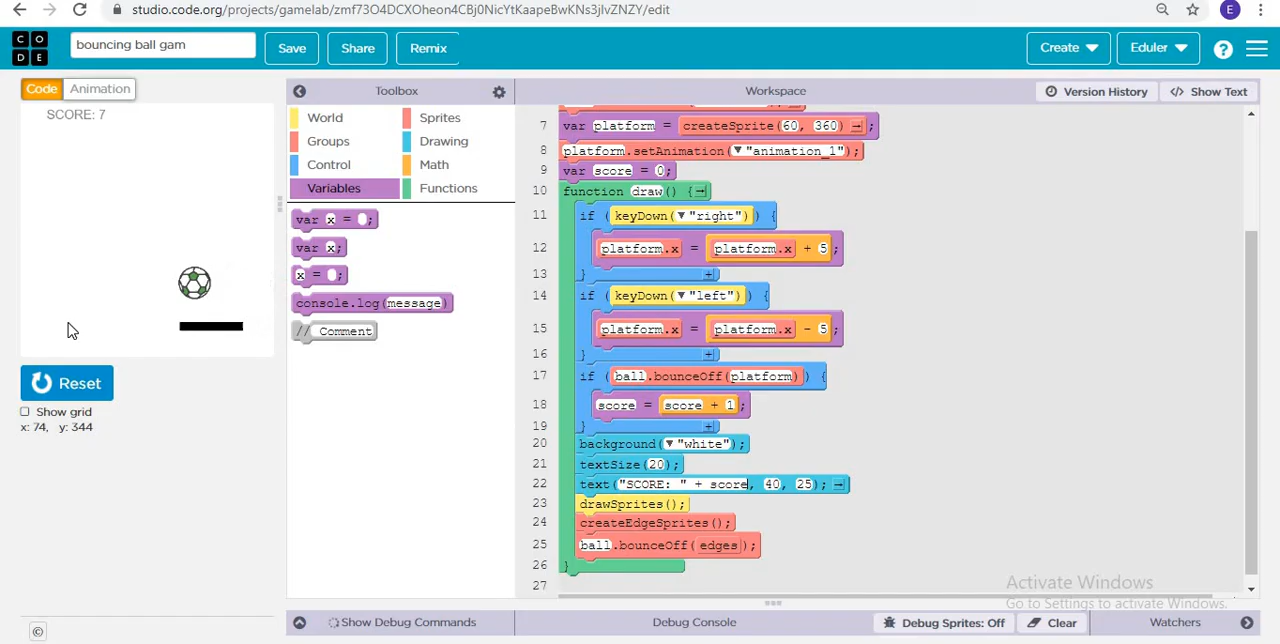 studio.code.org/projects/gamelab/zmf73O4DCXOheon4CBj0NicYtKaapeBwKNs3jIvZNZY/edit
E
C O
D E
bouncing ball gam
Save
Share
Remix
Create
Eduler
?
Code
Animation
Toolbox
Workspace
Version History
Show Text
SCORE: 7
World
Sprites
Groups
Drawing
Control
Math
Variables
Functions
var x = ;
var x;
x = ;
console.log(message)
// Comment
7 var platform = createSprite(60, 360) ;
8 platform.setAnimation( "animation_1");
9 var score = 0;
10 function draw() {
11 if ( keyDown( "right") ) {
12 platform.x = platform.x + 5 ;
13 }
14 if ( keyDown( "left") ) {
15 platform.x = platform.x - 5 ;
16 }
17 if ( ball.bounceOff(platform) ) {
18 score = score + 1 ;
19 }
20 background( "white");
21 textSize(20);
22 text("SCORE: " + score, 40, 25);
23 drawSprites();
24 createEdgeSprites();
25 ball.bounceOff( edges );
26 }
27
Reset
Show grid
x: 74, y: 344
Activate Windows
Go to Settings to activate Windows.
©
Show Debug Commands
Debug Console
Debug Sprites: Off
Clear
Watchers